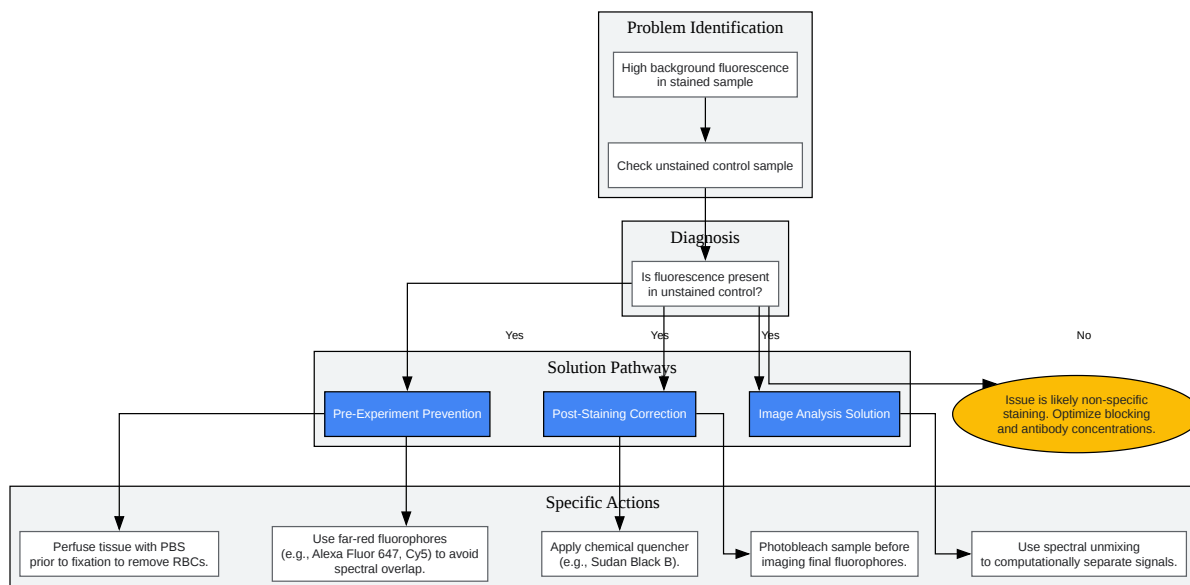 Problem Identification
High background fluorescence
in stained sample
Check unstained control sample
Diagnosis
Is fluorescence present
in unstained control?
Yes
Yes
Yes
No
Solution Pathways
Pre-Experiment Prevention
Post-Staining Correction
Image Analysis Solution
Issue is likely non-specific
staining. Optimize blocking
and antibody concentrations.
Specific Actions
Perfuse tissue with PBS
prior to fixation to remove RBCs.
Use far-red fluorophores
(e.g., Alexa Fluor 647, Cy5) to avoid
spectral overlap.
Apply chemical quencher
(e.g., Sudan Black B).
Photobleach sample before
imaging final fluorophores.
Use spectral unmixing
to computationally separate signals.